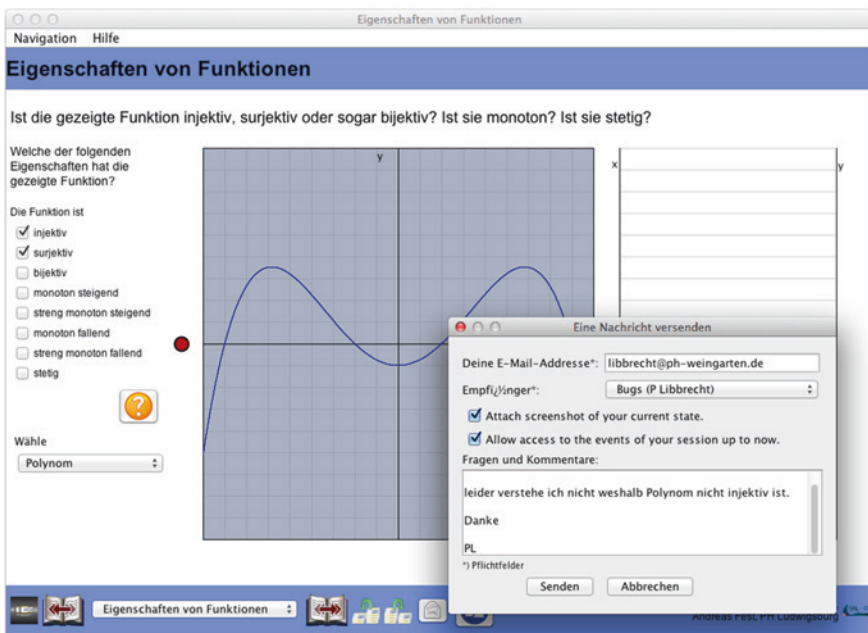 Eigenschaften von Funktionen
Navigation Hilfe
Eigenschaften von Funktionen
Ist die gezeigte Funktion injektiv, surjektiv oder sogar bijektiv? Ist sie monoton? Ist sie stetig?
Welche der folgenden
Eigenschaften hat die
gezeigte Funktion?
Die Funktion ist
injektiv
surjektiv
bijektiv
monoton steigend
streng monoton steigend
monoton fallend
streng monoton fallend
stetig
?
Wähle
Polynom
y
x
y
Eine Nachricht versenden
Deine E-Mail-Addresse*: libbrecht@ph-weingarten.de
Empfï¿½nger*: Bugs (P Libbrecht)
Attach screenshot of your current state.
Allow access to the events of your session up to now.
Fragen und Kommentare:
leider verstehe ich nicht weshalb Polynom nicht injektiv ist.
Danke
PL
*) Pflichtfelder
Senden Abbrechen
Eigenschaften von Funktionen
Andreas Fest, PH Ludwigsburg